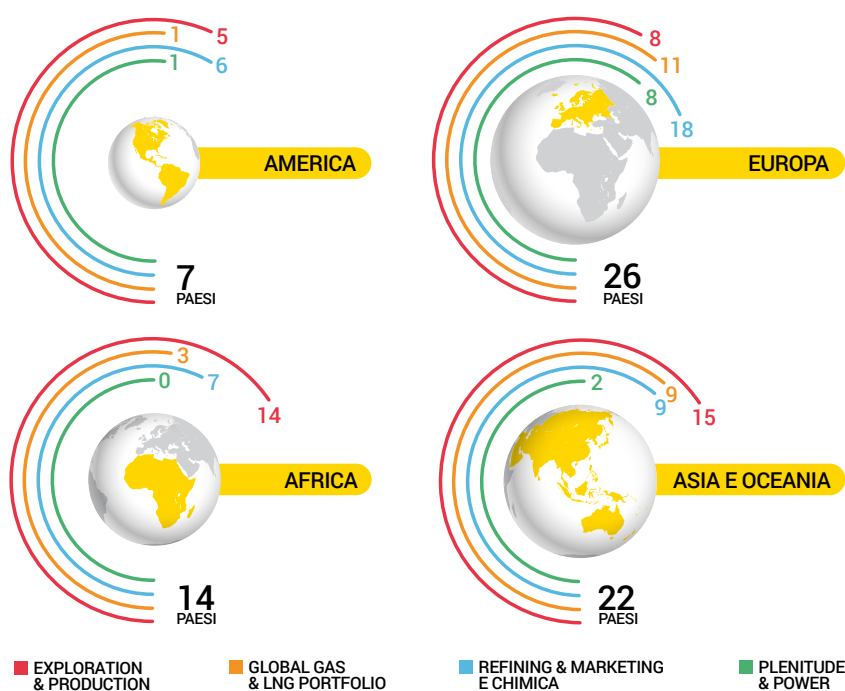 5
1
6
1
AMERICA
7
PAESI
8
11
8
18
EUROPA
26
PAESI
3
0
7
14
AFRICA
14
PAESI
2
9
9
15
ASIA E OCEANIA
22
PAESI
EXPLORATION
& PRODUCTION
GLOBAL GAS
& LNG PORTFOLIO
REFINING & MARKETING
E CHIMICA
PLENITUDE
& POWER